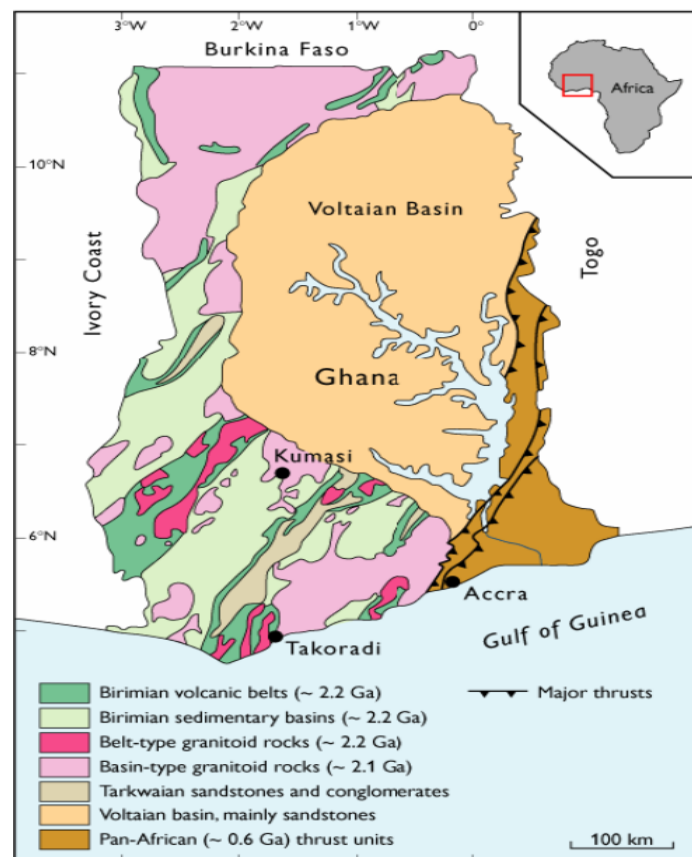 3°W
2°W
1°W
0°
Burkina Faso
Africa
10°N
Voltaian Basin
Ivory Coast
Togo
8°N
Ghana
Kumasi
6°N
Accra
Gulf of Guinea
Takoradi
Birimian volcanic belts (~ 2.2 Ga)
Major thrusts
Birimian sedimentary basins (~ 2.2 Ga)
Belt-type granitoid rocks (~ 2.2 Ga)
Basin-type granitoid rocks (~ 2.1 Ga)
Tarkwaian sandstones and conglomerates
Voltaian basin, mainly sandstones
Pan-African (~ 0.6 Ga) thrust units
100 km